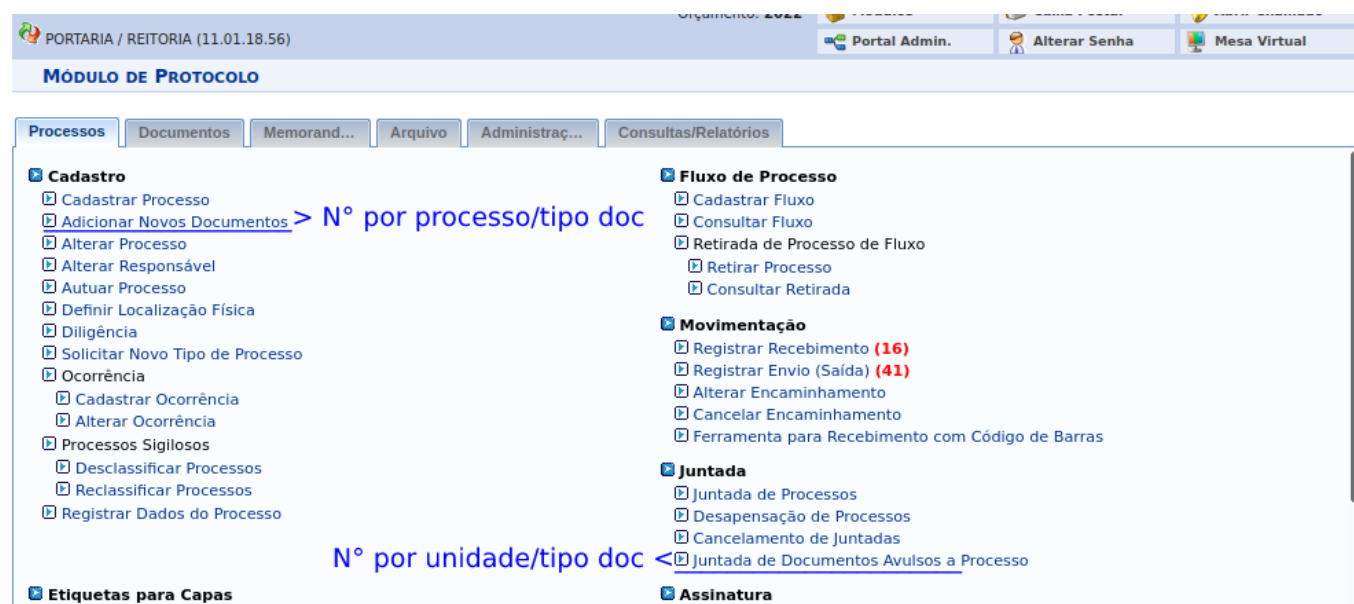 Orçamento: 2022
Módulos
Caixa Postal
Abrir Chamado
PORTARIA / REITORIA (11.01.18.56)
Portal Admin.
Alterar Senha
Mesa Virtual
MÓDULO DE PROTOCOLO
Processos
Documentos
Memorand...
Arquivo
Administraç...
Consultas/Relatórios
Cadastro
Cadastrar Processo
Adicionar Novos Documentos > N° por processo/tipo doc
Alterar Processo
Alterar Responsável
Autuar Processo
Definir Localização Física
Diligência
Solicitar Novo Tipo de Processo
Ocorrência
Cadastrar Ocorrência
Alterar Ocorrência
Processos Sigilosos
Desclassificar Processos
Reclassificar Processos
Registrar Dados do Processo
Fluxo de Processo
Cadastrar Fluxo
Consultar Fluxo
Retirada de Processo de Fluxo
Retirar Processo
Consultar Retirada
Movimentação
Registrar Recebimento (16)
Registrar Envio (Saída) (41)
Alterar Encaminhamento
Cancelar Encaminhamento
Ferramenta para Recebimento com Código de Barras
Juntada
Juntada de Processos
Desapensação de Processos
Cancelamento de Juntadas
N° por unidade/tipo doc < Juntada de Documentos Avulsos a Processo
Etiquetas para Capas
Assinatura